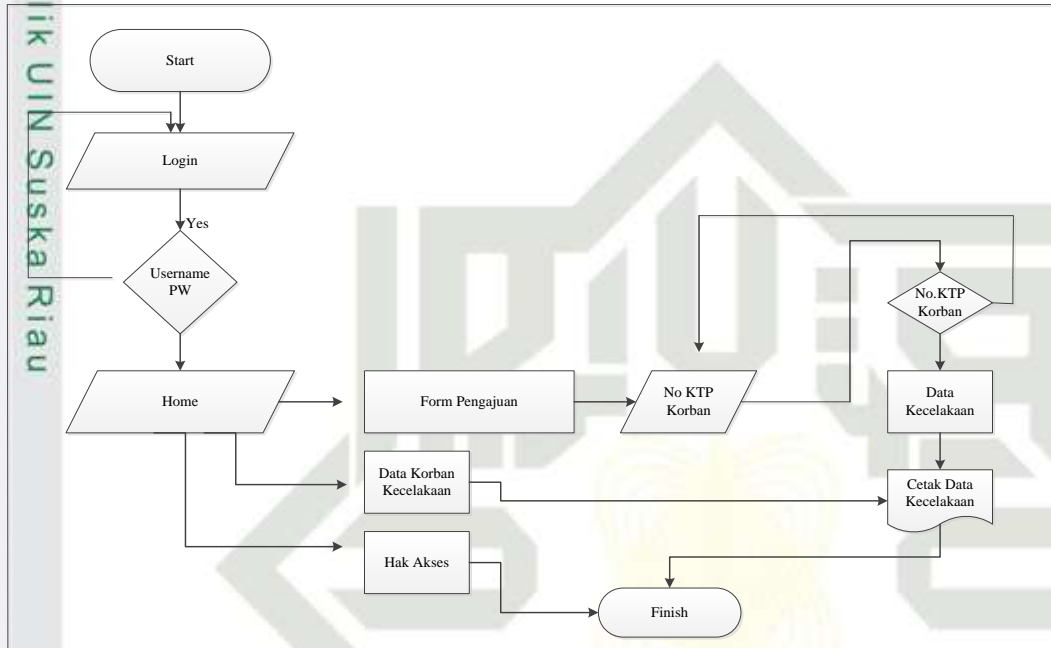 lik UIN Suska Riau
Start
Login
Yes
Username
PW
Home
Form Pengajuan
No KTP
Korban
No.KTP
Korban
Data
Kecelakaan
Data Korban
Kecelakaan
Cetak Data
Kecelakaan
Hak Akses
Finish